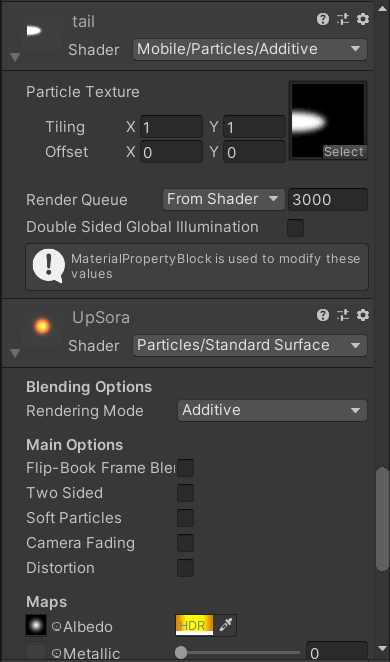 tail
Shader Mobile/Particles/Additive
Particle Texture
Tiling X 1 Y 1
Offset X 0 Y 0
Select
Render Queue From Shader 3000
Double Sided Global Illumination
MaterialPropertyBlock is used to modify these
values
UpSora
Shader Particles/Standard Surface
Blending Options
Rendering Mode Additive
Main Options
Flip-Book Frame Ble
Two Sided
Soft Particles
Camera Fading
Distortion
Maps
Albedo HDR
Metallic 0